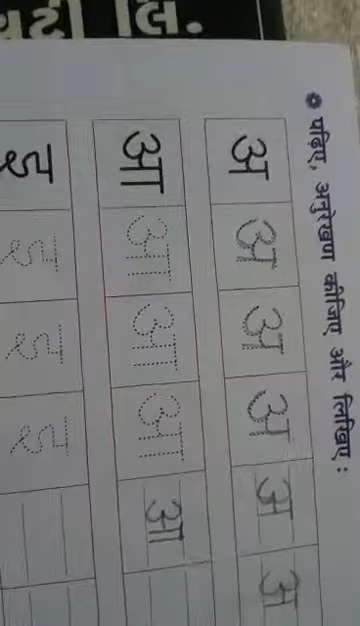 पढ़िए, अनुरेखण कीजिए और लिखिए :
अ अ अ अ अ अ
आ आ आ आ आ
इ इ इ इ
लि.